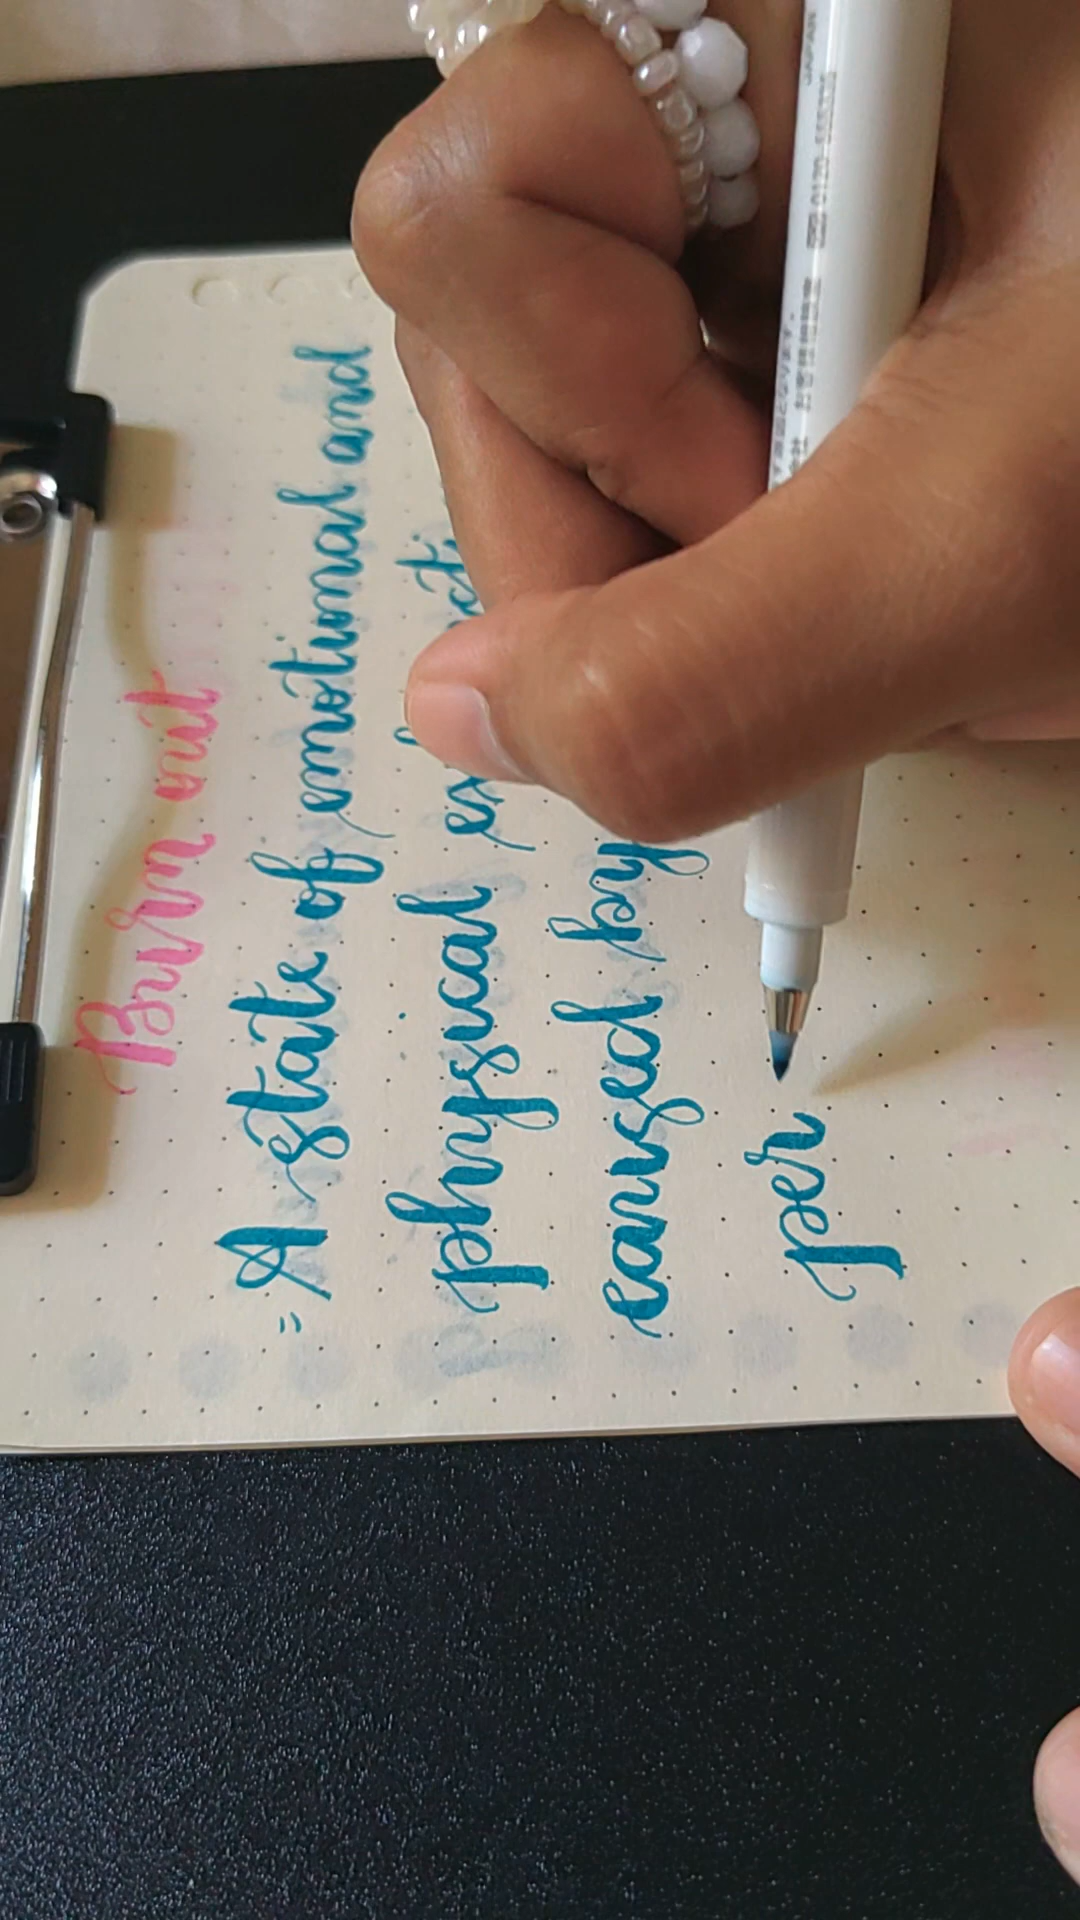 Burn out
= A state of emotional and
physical
caused by
per